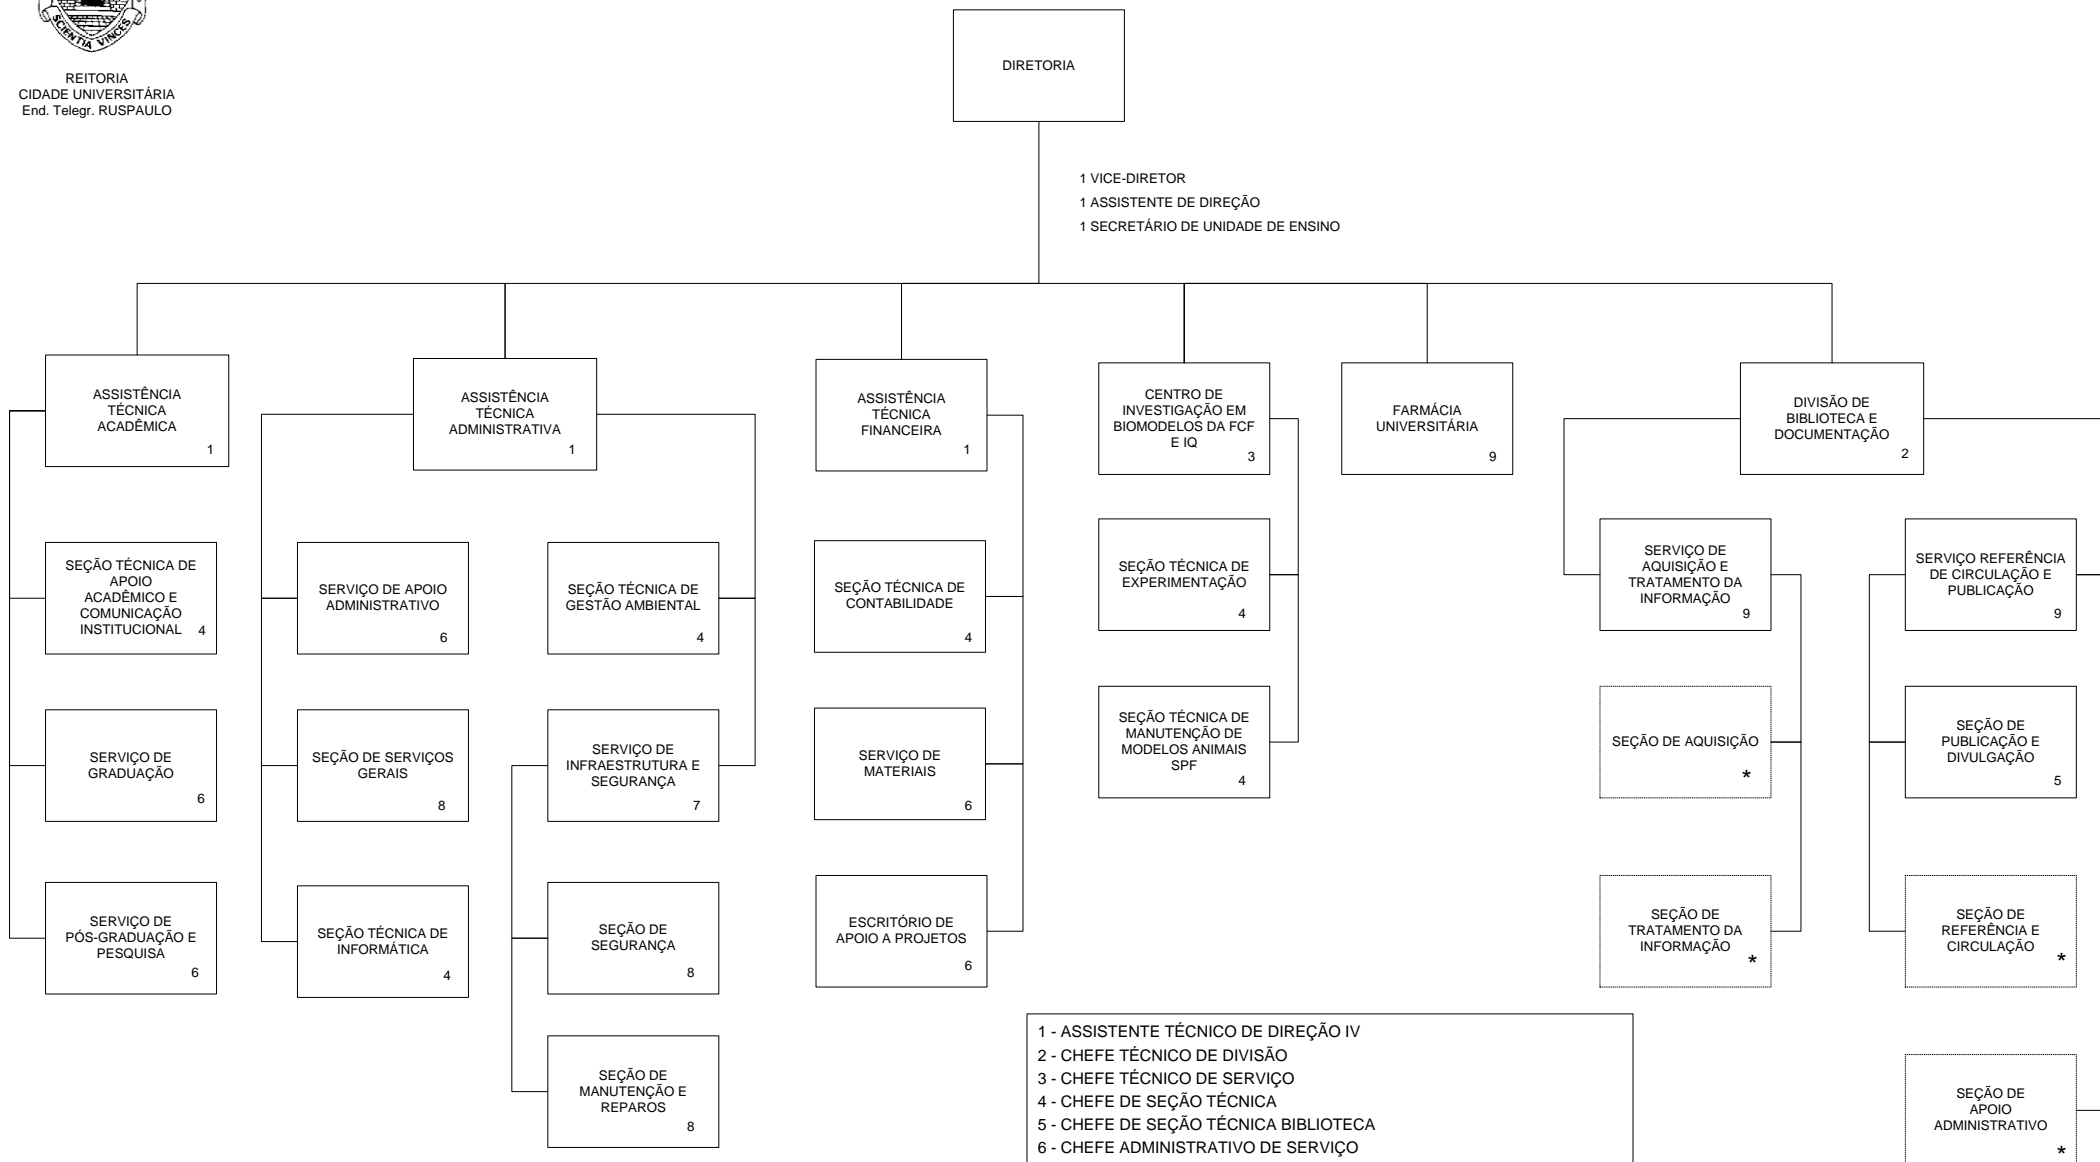 SCIENTIA VINCES
REITORIA
CIDADE UNIVERSITÁRIA
End. Telegr. RUSPAULO
DIRETORIA
1 VICE-DIRETOR
1 ASSISTENTE DE DIREÇÃO
1 SECRETÁRIO DE UNIDADE DE ENSINO
ASSISTÊNCIA
TÉCNICA
ACADÊMICA
1
ASSISTÊNCIA
TÉCNICA
ADMINISTRATIVA
1
ASSISTÊNCIA
TÉCNICA
FINANCEIRA
1
CENTRO DE
INVESTIGAÇÃO EM
BIOMODELOS DA FCF
E IQ
3
FARMÁCIA
UNIVERSITÁRIA
9
DIVISÃO DE
BIBLIOTECA E
DOCUMENTAÇÃO
2
SEÇÃO TÉCNICA DE
APOIO
ACADÊMICO E
COMUNICAÇÃO
INSTITUCIONAL 4
SERVIÇO DE APOIO
ADMINISTRATIVO
6
SEÇÃO TÉCNICA DE
GESTÃO AMBIENTAL
4
SEÇÃO TÉCNICA DE
CONTABILIDADE
4
SEÇÃO TÉCNICA DE
EXPERIMENTAÇÃO
4
SERVIÇO DE
AQUISIÇÃO E
TRATAMENTO DA
INFORMAÇÃO
9
SERVIÇO REFERÊNCIA
DE CIRCULAÇÃO E
PUBLICAÇÃO
9
SERVIÇO DE
GRADUAÇÃO
6
SEÇÃO DE SERVIÇOS
GERAIS
8
SERVIÇO DE
INFRAESTRUTURA E
SEGURANÇA
7
SERVIÇO DE
MATERIAIS
6
SEÇÃO TÉCNICA DE
MANUTENÇÃO DE
MODELOS ANIMAIS
SPF
4
SEÇÃO DE AQUISIÇÃO
*
SEÇÃO DE
PUBLICAÇÃO E
DIVULGAÇÃO
5
SERVIÇO DE
PÓS-GRADUAÇÃO E
PESQUISA
6
SEÇÃO TÉCNICA DE
INFORMÁTICA
4
SEÇÃO DE
SEGURANÇA
8
ESCRITÓRIO DE
APOIO A PROJETOS
6
SEÇÃO DE
TRATAMENTO DA
INFORMAÇÃO
*
SEÇÃO DE
REFERÊNCIA E
CIRCULAÇÃO
*
SEÇÃO DE
MANUTENÇÃO E
REPAROS
8
1 - ASSISTENTE TÉCNICO DE DIREÇÃO IV
2 - CHEFE TÉCNICO DE DIVISÃO
3 - CHEFE TÉCNICO DE SERVIÇO
4 - CHEFE DE SEÇÃO TÉCNICA
5 - CHEFE DE SEÇÃO TÉCNICA BIBLIOTECA
6 - CHEFE ADMINISTRATIVO DE SERVIÇO
SEÇÃO DE
APOIO
ADMINISTRATIVO
*